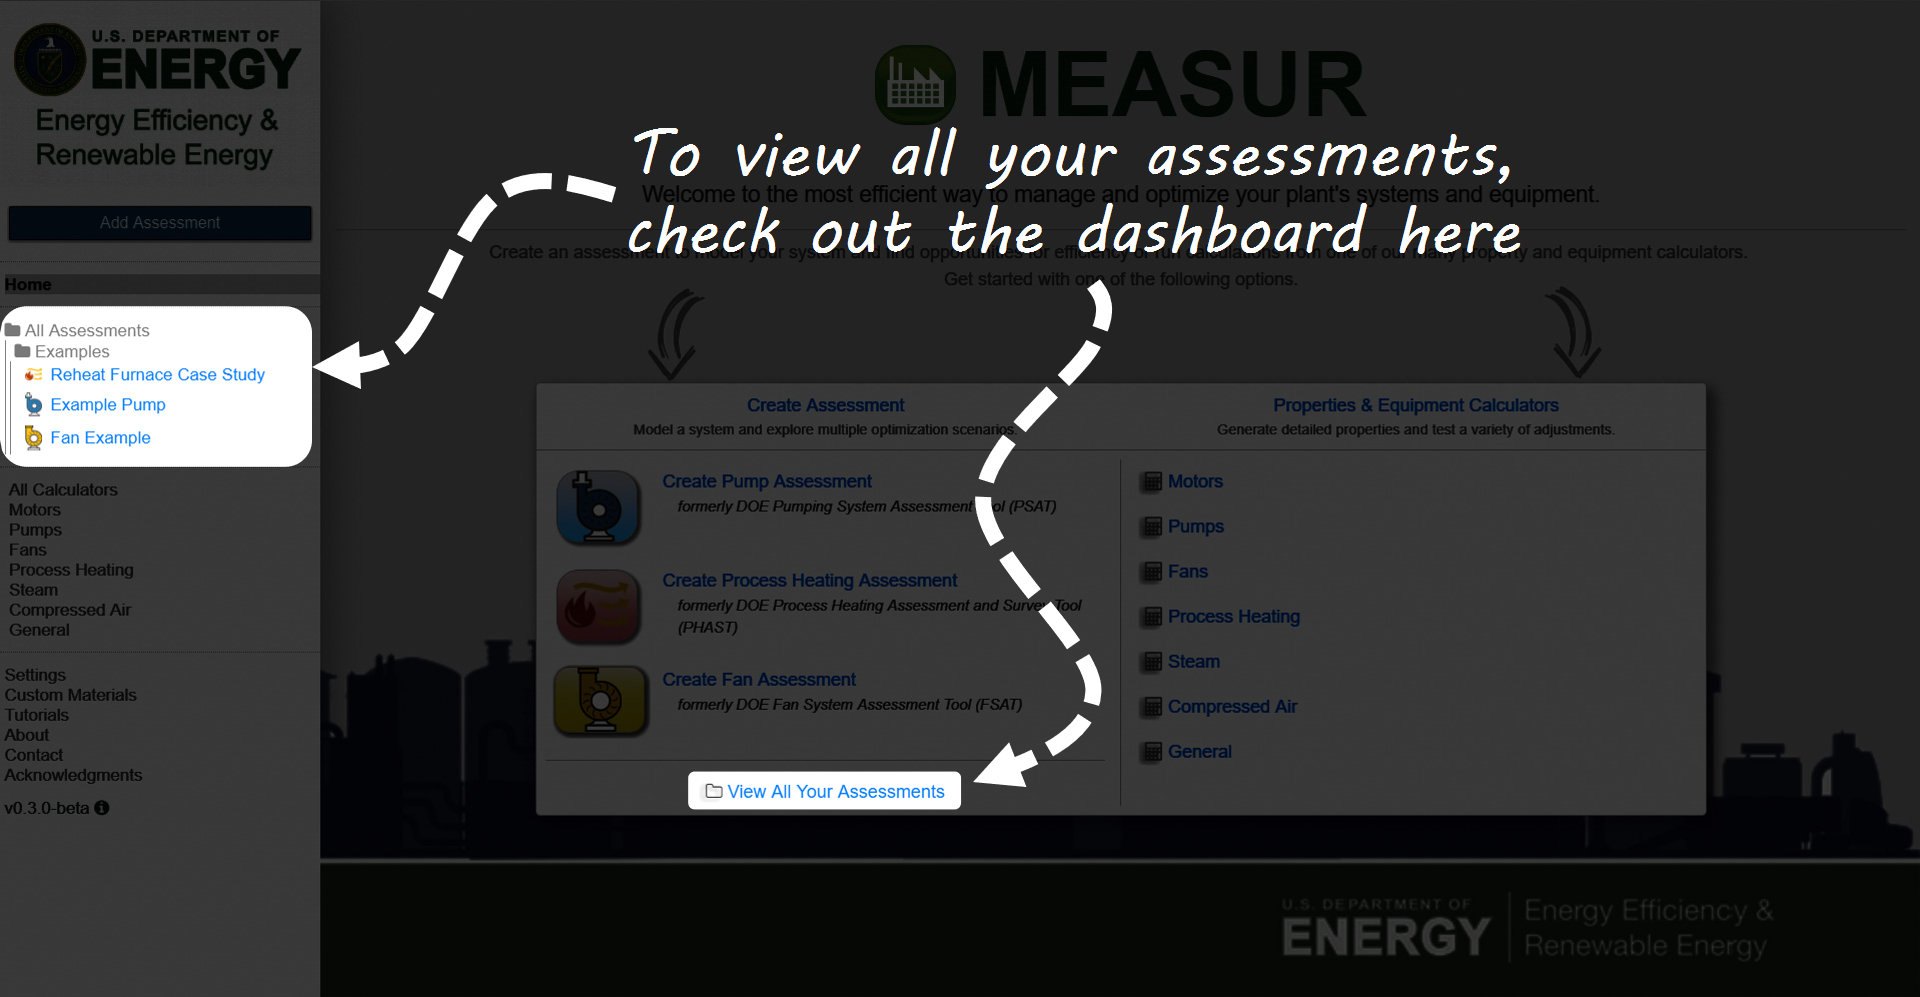 U.S. DEPARTMENT OF
ENERGY
Energy Efficiency &
Renewable Energy
Add Assessment
Home
All Assessments
Examples
Reheat Furnace Case Study
Example Pump
Fan Example
All Calculators
Motors
Pumps
Fans
Process Heating
Steam
Compressed Air
General
Settings
Custom Materials
Tutorials
About
Contact
Acknowledgments
v0.3.0-beta
MEASUR
To view all your assessments,
Welcome to the most efficient way to manage and optimize your plant's systems and equipment.
check out the dashboard here
Create an assessment to model your system and find opportunities for efficiency or run calculations from one of our many property and equipment calculators.
Get started with one of the following options.
Create Assessment
Model a system and explore multiple optimization scenarios.
Create Pump Assessment
formerly DOE Pumping System Assessment Tool (PSAT)
Create Process Heating Assessment
formerly DOE Process Heating Assessment and Survey Tool
(PHAST)
Create Fan Assessment
formerly DOE Fan System Assessment Tool (FSAT)
View All Your Assessments
Properties & Equipment Calculators
Generate detailed properties and test a variety of adjustments.
Motors
Pumps
Fans
Process Heating
Steam
Compressed Air
General
U.S. DEPARTMENT OF
ENERGY
Energy Efficiency &
Renewable Energy